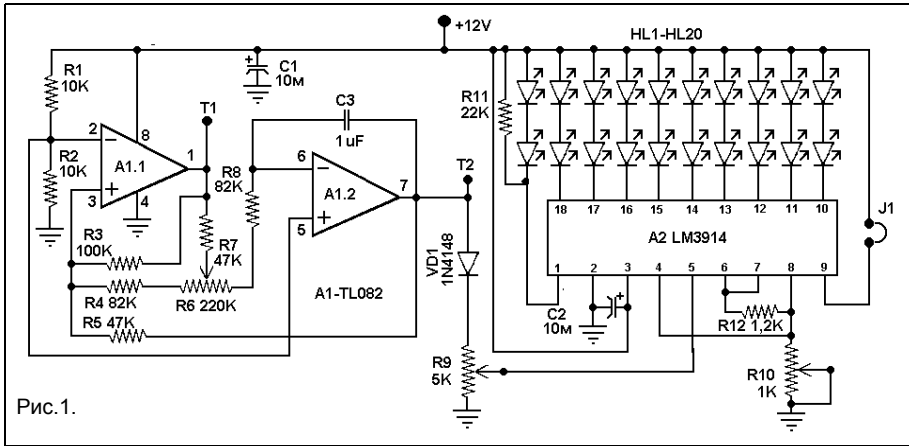 +12V
HL1-HL20
R1
10K
C1
10м
T1
C3
1 uF
R11
22K
2
8
1
A1.1
R2
10K
3
4
R8
82K
6
A1.2
7
5
T2
18 17 16 15 14 13 12 11 10
A2 LM3914
1 2 3 4 5 6 7 8 9
J1
R3
100K
R7
47K
VD1
1N4148
R4 82K
R6 220K
A1-TL082
R5 47K
C2
10м
R12 1,2K
R9
5K
R10
1K
Рис.1.